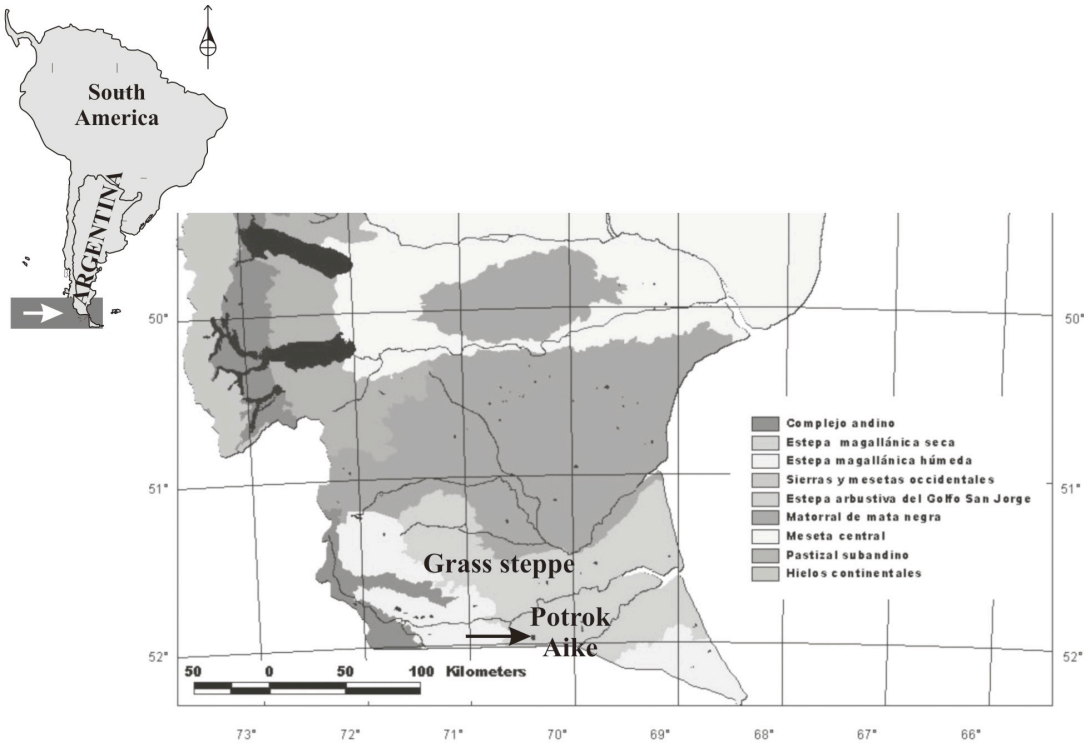 South
America
ARGENTINA
50°
50°
51°
51°
52°
52°
Complejo andino
Estepa magallánica seca
Estepa magallánica húmeda
Sierras y mesetas occidentales
Estepa arbustiva del Golfo San Jorge
Matorral de mata negra
Meseta central
Pastizal subandino
Hielos continentales
Grass steppe
Potrok
Aike
50 0 50 100 Kilometers
73° 72° 71° 70° 69° 68° 67° 66°